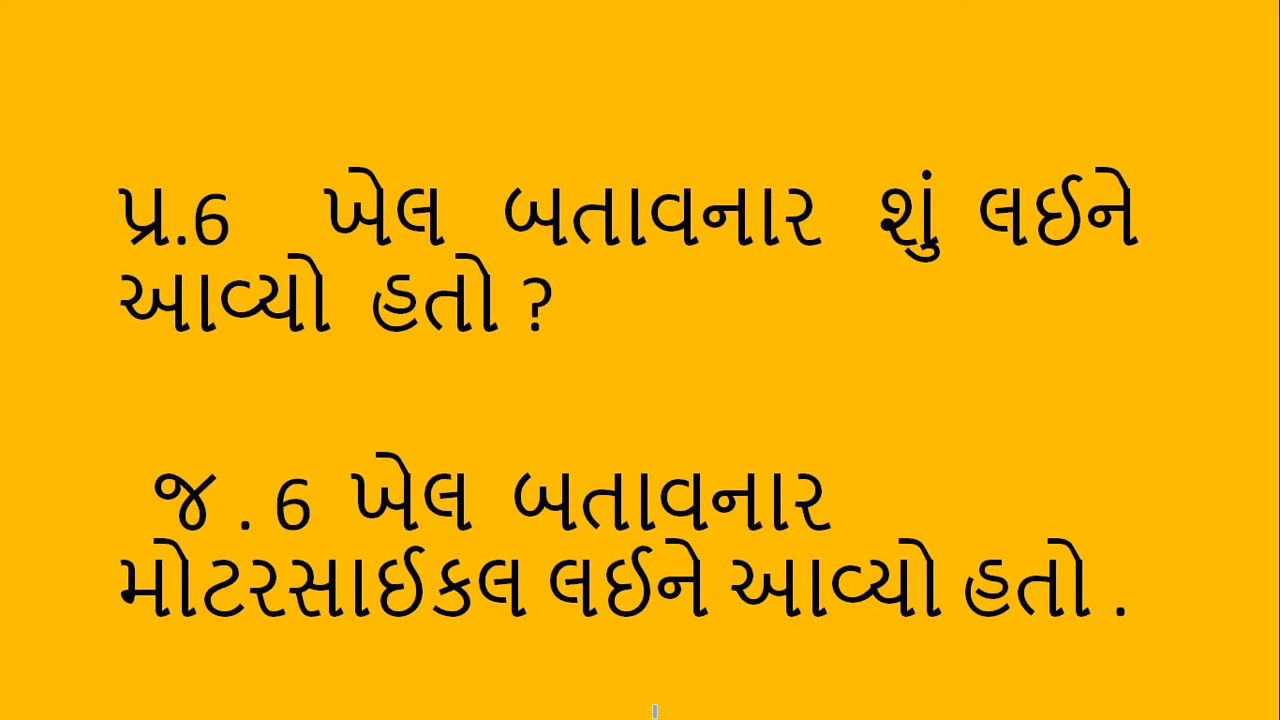 પ્ર.6 ખેલ બતાવનાર શું લઈને
આવ્યો હતો ?
જ . 6 ખેલ બતાવનાર
મોટરસાઈકલ લઈને આવ્યો હતો .